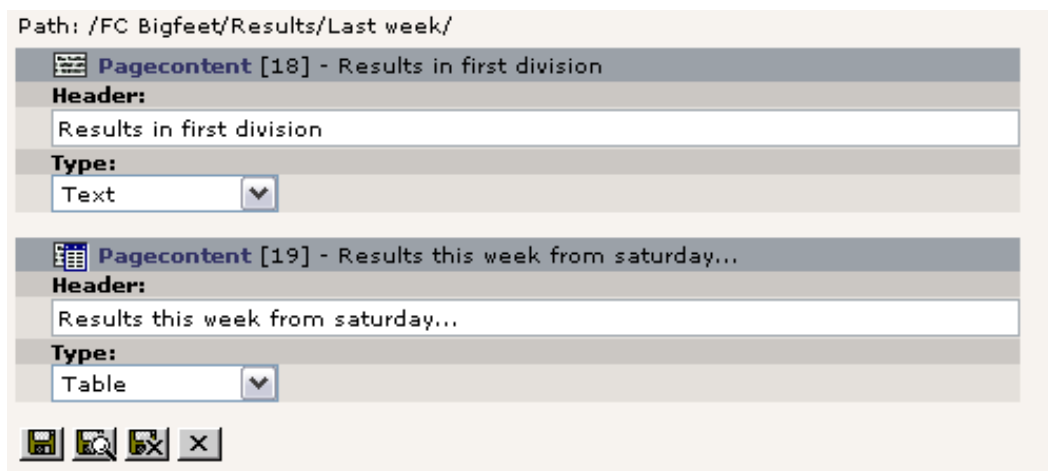 Path: /FC Bigfeet/Results/Last week/
Pagecontent [18] - Results in first division
Header:
Results in first division
Type:
Text
Pagecontent [19] - Results this week from saturday...
Header:
Results this week from saturday...
Type:
Table